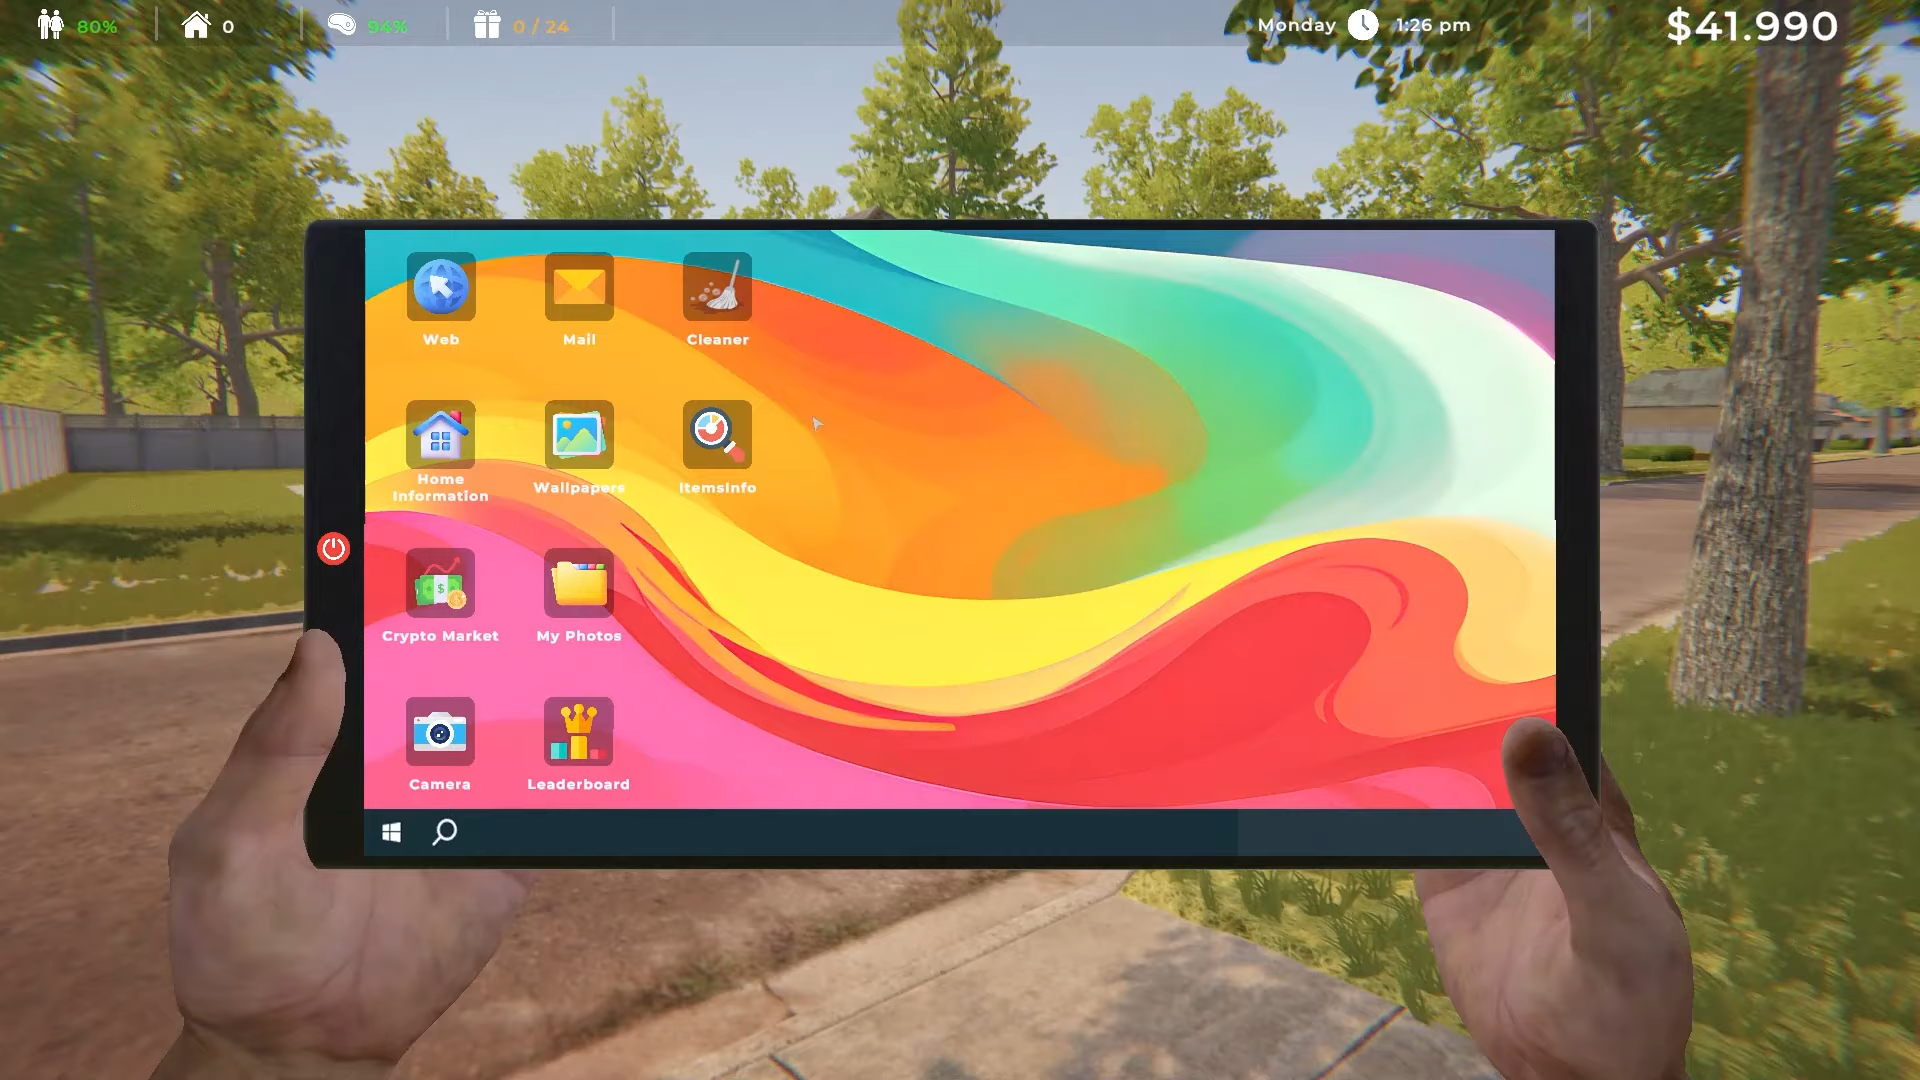 80%
0
94%
0 / 24
Monday
1:26 pm
$41.990
Web
Mail
Cleaner
Home
Information
Wallpapers
ItemsInfo
Crypto Market
My Photos
Camera
Leaderboard